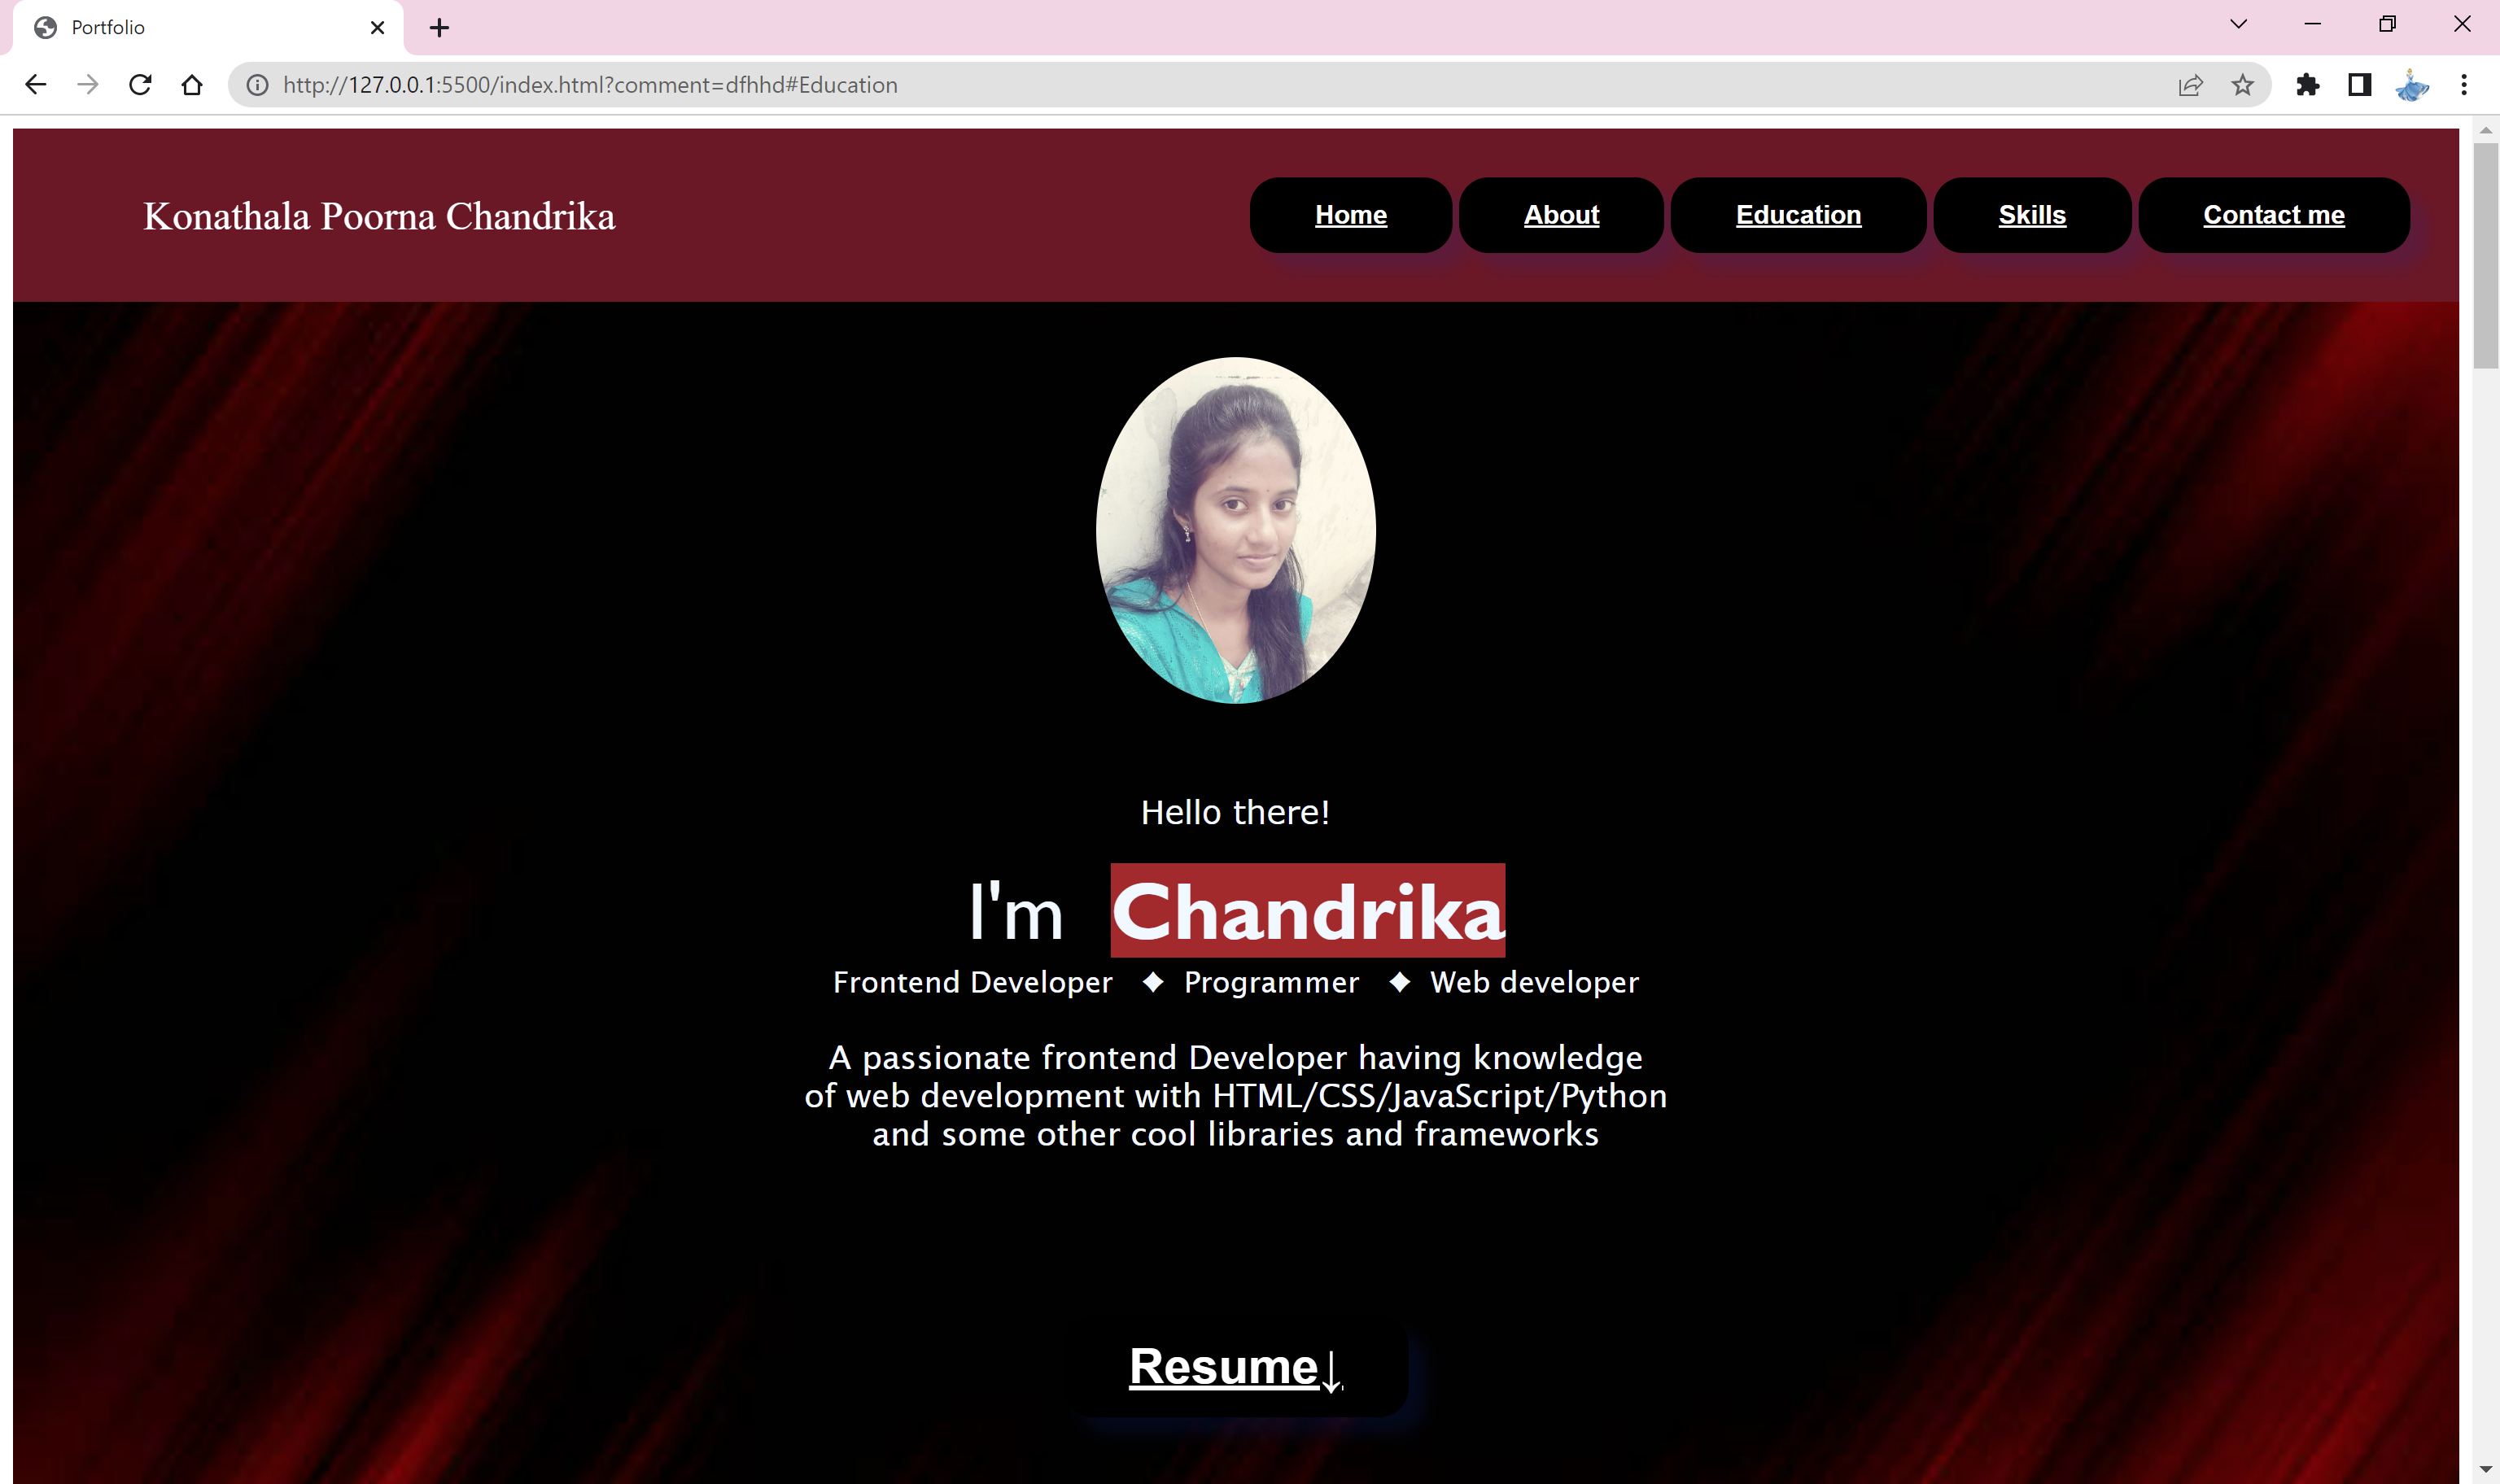 Portfolio
http://127.0.0.1:5500/index.html?comment=dfhhd#Education
Konathala Poorna Chandrika
Home About Education Skills Contact me
Hello there!
I'm Chandrika
Frontend Developer ✦ Programmer ✦ Web developer
A passionate frontend Developer having knowledge
of web development with HTML/CSS/JavaScript/Python
and some other cool libraries and frameworks
Resume↓